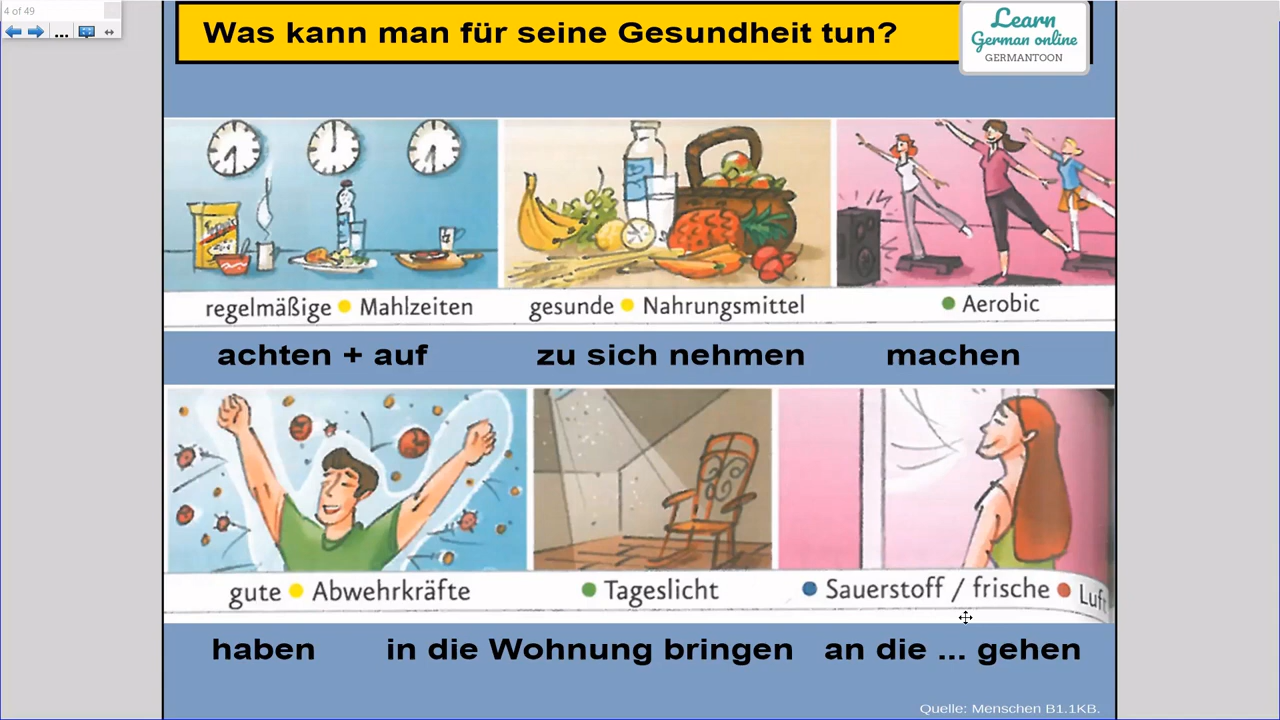 4 of 49
Was kann man für seine Gesundheit tun?
Learn
German online
GERMANTOON
regelmäßige Mahlzeiten
gesunde Nahrungsmittel
Aerobic
achten + auf
zu sich nehmen
machen
gute Abwehrkräfte
Tageslicht
Sauerstoff / frische Luft
haben
in die Wohnung bringen
an die ... gehen
Quelle: Menschen B1.1KB.